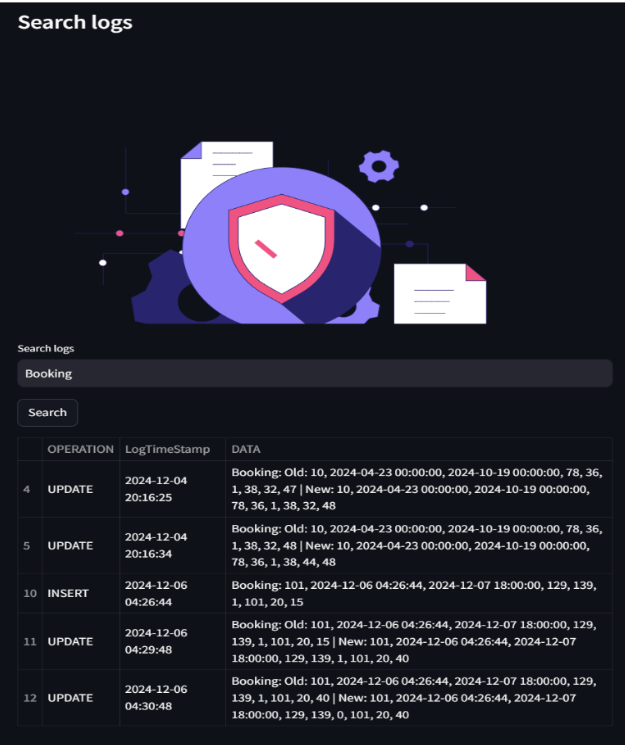 Search logs
Search logs
Booking
Search
OPERATION LogTimeStamp DATA
4 UPDATE 2024-12-04 20:16:25 Booking: Old: 10, 2024-04-23 00:00:00, 2024-10-19 00:00:00, 78, 36,
1, 38, 32, 47 | New: 10, 2024-04-23 00:00:00, 2024-10-19 00:00:00,
78, 36, 1, 38, 32, 48
5 UPDATE 2024-12-04 20:16:34 Booking: Old: 10, 2024-04-23 00:00:00, 2024-10-19 00:00:00, 78, 36,
1, 38, 32, 48 | New: 10, 2024-04-23 00:00:00, 2024-10-19 00:00:00,
78, 36, 1, 38, 44, 48
10 INSERT 2024-12-06 04:26:44 Booking: 101, 2024-12-06 04:26:44, 2024-12-07 18:00:00, 129, 139,
1, 101, 20, 15
11 UPDATE 2024-12-06 04:29:48 Booking: Old: 101, 2024-12-06 04:26:44, 2024-12-07 18:00:00, 129,
139, 1, 101, 20, 15 | New: 101, 2024-12-06 04:26:44, 2024-12-07
18:00:00, 129, 139, 1, 101, 20, 40
12 UPDATE 2024-12-06 04:30:48 Booking: Old: 101, 2024-12-06 04:26:44, 2024-12-07 18:00:00, 129,
139, 1, 101, 20, 40 | New: 101, 2024-12-06 04:26:44, 2024-12-07
18:00:00, 129, 139, 0, 101, 20, 40